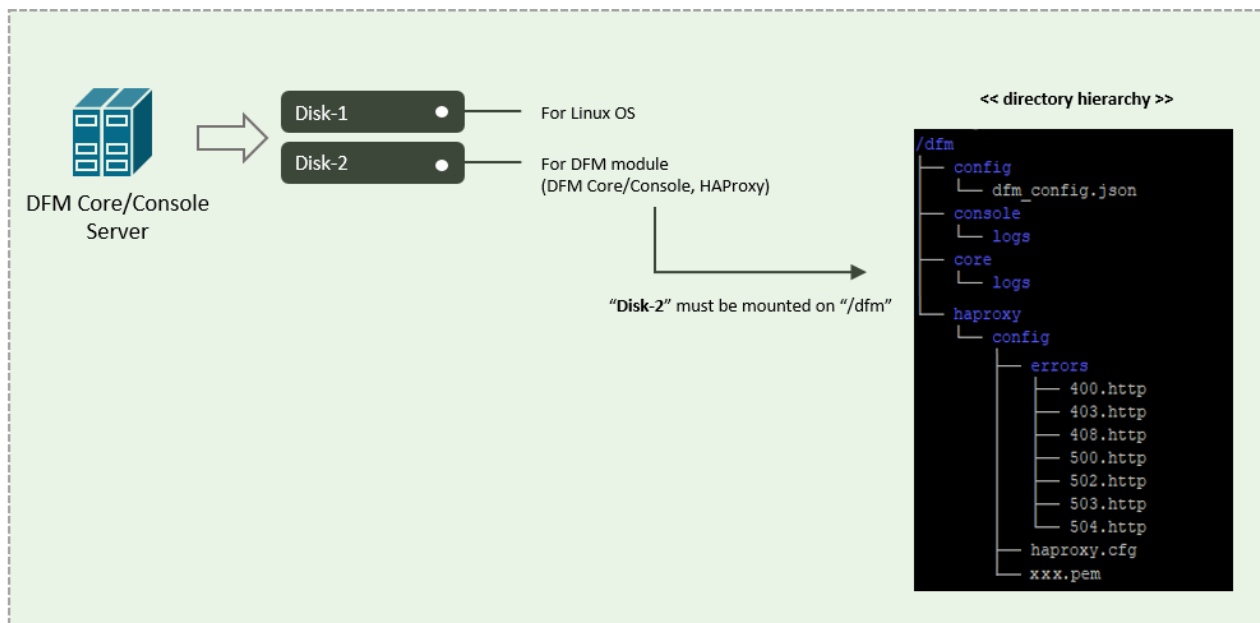 DFM Core/Console
Server
Disk-1
Disk-2
For Linux OS
For DFM module
(DFM Core/Console, HAProxy)
“Disk-2” must be mounted on “/dfm”
<< directory hierarchy >>
/dfm
├── config
│   └── dfm_config.json
├── console
│   └── logs
├── core
│   └── logs
└── haproxy
    └── config
        ├── errors
        │   ├── 400.http
        │   ├── 403.http
        │   ├── 408.http
        │   ├── 500.http
        │   ├── 502.http
        │   ├── 503.http
        │   └── 504.http
        ├── haproxy.cfg
        └── xxx.pem